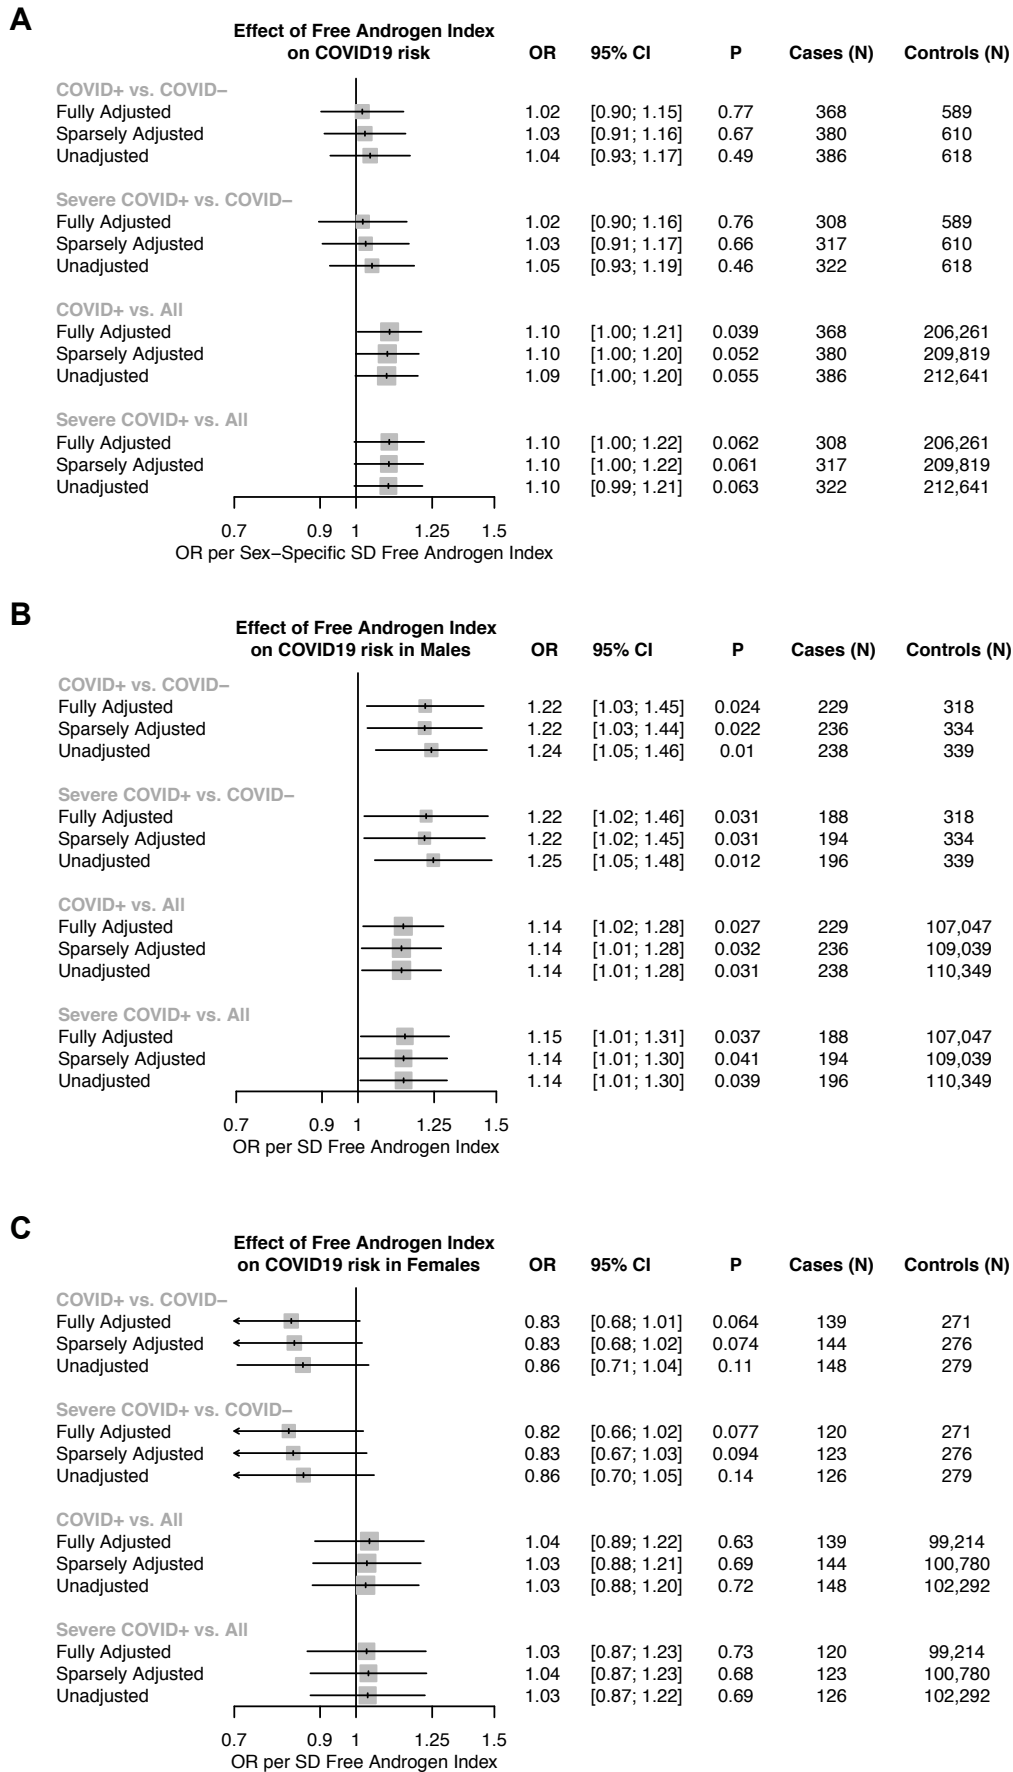 A
Effect of Free Androgen Index
on COVID19 risk OR 95% CI P Cases (N) Controls (N)
COVID+ vs. COVID−
Fully Adjusted 1.02 [0.90; 1.15] 0.77 368 589
Sparsely Adjusted 1.03 [0.91; 1.16] 0.67 380 610
Unadjusted 1.04 [0.93; 1.17] 0.49 386 618
Severe COVID+ vs. COVID−
Fully Adjusted 1.02 [0.90; 1.16] 0.76 308 589
Sparsely Adjusted 1.03 [0.91; 1.17] 0.66 317 610
Unadjusted 1.05 [0.93; 1.19] 0.46 322 618
COVID+ vs. All
Fully Adjusted 1.10 [1.00; 1.21] 0.039 368 206,261
Sparsely Adjusted 1.10 [1.00; 1.20] 0.052 380 209,819
Unadjusted 1.09 [1.00; 1.20] 0.055 386 212,641
Severe COVID+ vs. All
Fully Adjusted 1.10 [1.00; 1.22] 0.062 308 206,261
Sparsely Adjusted 1.10 [1.00; 1.22] 0.061 317 209,819
Unadjusted 1.10 [0.99; 1.21] 0.063 322 212,641
0.7 0.9 1 1.25 1.5
OR per Sex−Specific SD Free Androgen Index
B
Effect of Free Androgen Index
on COVID19 risk in Males OR 95% CI P Cases (N) Controls (N)
COVID+ vs. COVID−
Fully Adjusted 1.22 [1.03; 1.45] 0.024 229 318
Sparsely Adjusted 1.22 [1.03; 1.44] 0.022 236 334
Unadjusted 1.24 [1.05; 1.46] 0.01 238 339
Severe COVID+ vs. COVID−
Fully Adjusted 1.22 [1.02; 1.46] 0.031 188 318
Sparsely Adjusted 1.22 [1.02; 1.45] 0.031 194 334
Unadjusted 1.25 [1.05; 1.48] 0.012 196 339
COVID+ vs. All
Fully Adjusted 1.14 [1.02; 1.28] 0.027 229 107,047
Sparsely Adjusted 1.14 [1.01; 1.28] 0.032 236 109,039
Unadjusted 1.14 [1.01; 1.28] 0.031 238 110,349
Severe COVID+ vs. All
Fully Adjusted 1.15 [1.01; 1.31] 0.037 188 107,047
Sparsely Adjusted 1.14 [1.01; 1.30] 0.041 194 109,039
Unadjusted 1.14 [1.01; 1.30] 0.039 196 110,349
0.7 0.9 1 1.25 1.5
OR per SD Free Androgen Index
C
Effect of Free Androgen Index
on COVID19 risk in Females OR 95% CI P Cases (N) Controls (N)
COVID+ vs. COVID−
Fully Adjusted 0.83 [0.68; 1.01] 0.064 139 271
Sparsely Adjusted 0.83 [0.68; 1.02] 0.074 144 276
Unadjusted 0.86 [0.71; 1.04] 0.11 148 279
Severe COVID+ vs. COVID−
Fully Adjusted 0.82 [0.66; 1.02] 0.077 120 271
Sparsely Adjusted 0.83 [0.67; 1.03] 0.094 123 276
Unadjusted 0.86 [0.70; 1.05] 0.14 126 279
COVID+ vs. All
Fully Adjusted 1.04 [0.89; 1.22] 0.63 139 99,214
Sparsely Adjusted 1.03 [0.88; 1.21] 0.69 144 100,780
Unadjusted 1.03 [0.88; 1.20] 0.72 148 102,292
Severe COVID+ vs. All
Fully Adjusted 1.03 [0.87; 1.23] 0.73 120 99,214
Sparsely Adjusted 1.04 [0.87; 1.23] 0.68 123 100,780
Unadjusted 1.03 [0.87; 1.22] 0.69 126 102,292
0.7 0.9 1 1.25 1.5
OR per SD Free Androgen Index